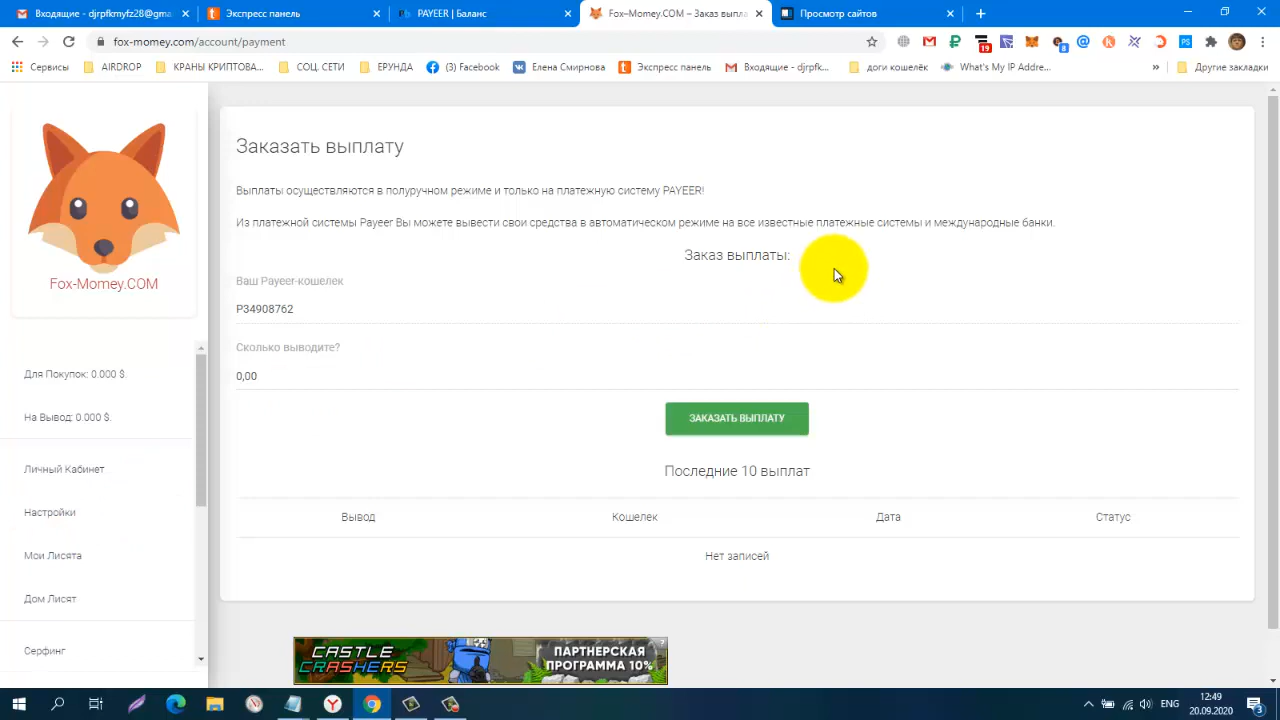 Входящие - djrpfkmyfz28@gma
Экспресс панель
PAYEER | Баланс
Fox–Momey.COM – Заказ выпла
Просмотр сайтов
fox-momey.com/account/payment
19
8
PS
Сервисы
AIRDROP
КРАНЫ КРИПТОВА...
СОЦ. СЕТИ
ЕРУНДА
(3) Facebook
Елена Смирнова
Экспресс панель
Входящие - djrpfk...
доги кошелёк
What's My IP Addre...
»
Другие закладки
Fox-Momey.COM
Для Покупок: 0.000 $.
На Вывод: 0.000 $.
Личный Кабинет
Настройки
Мои Лисята
Дом Лисят
Серфинг
Заказать выплату
Выплаты осуществляются в полуручном режиме и только на платежную систему PAYEER!
Из платежной системы Payeer Вы можете вывести свои средства в автоматическом режиме на все известные платежные системы и международные банки.
Заказ выплаты:
Ваш Payeer-кошелек
P34908762
Сколько выводите?
0,00
ЗАКАЗАТЬ ВЫПЛАТУ
Последние 10 выплат
Вывод Кошелек Дата Статус
Нет записей
CASTLE
CRASHERS
ПАРТНЕРСКАЯ
ПРОГРАММА 10%
?
ENG
12:49
20.09.2020
3